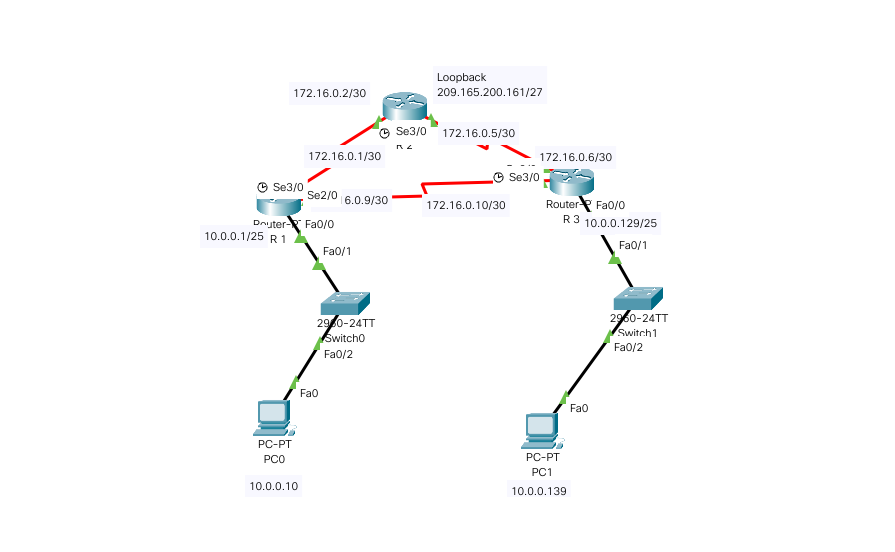 Loopback
209.165.200.161/27
172.16.0.2/30
Se3/0
R 2
172.16.0.5/30
172.16.0.1/30
172.16.0.6/30
Se3/0
Se3/0
Se2/0
6.0.9/30
172.16.0.10/30
Fa0/0
R 3
10.0.0.129/25
Fa0/0
10.0.0.1/25
R 1
Fa0/1
Fa0/1
2960-24TT
Switch0
Fa0/2
2960-24TT
Switch1
Fa0/2
Fa0
Fa0
PC-PT
PC0
PC-PT
PC1
10.0.0.10
10.0.0.139